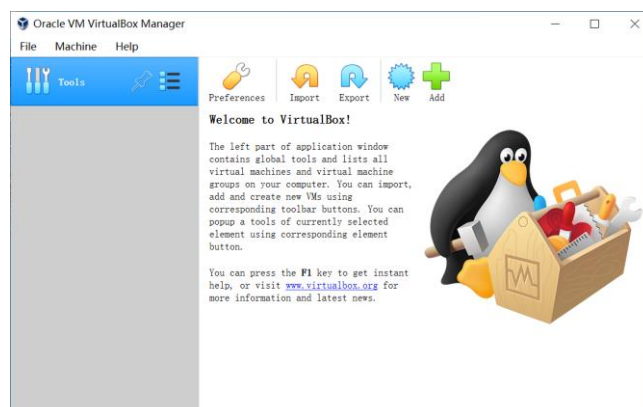 Oracle VM VirtualBox Manager
File Machine Help
Tools
Preferences Import Export New Add
Welcome to VirtualBox!
The left part of application window
contains global tools and lists all
virtual machines and virtual machine
groups on your computer. You can import,
add and create new VMs using
corresponding toolbar buttons. You can
popup a tools of currently selected
element using corresponding element
button.
You can press the F1 key to get instant
help, or visit www.virtualbox.org for
more information and latest news.